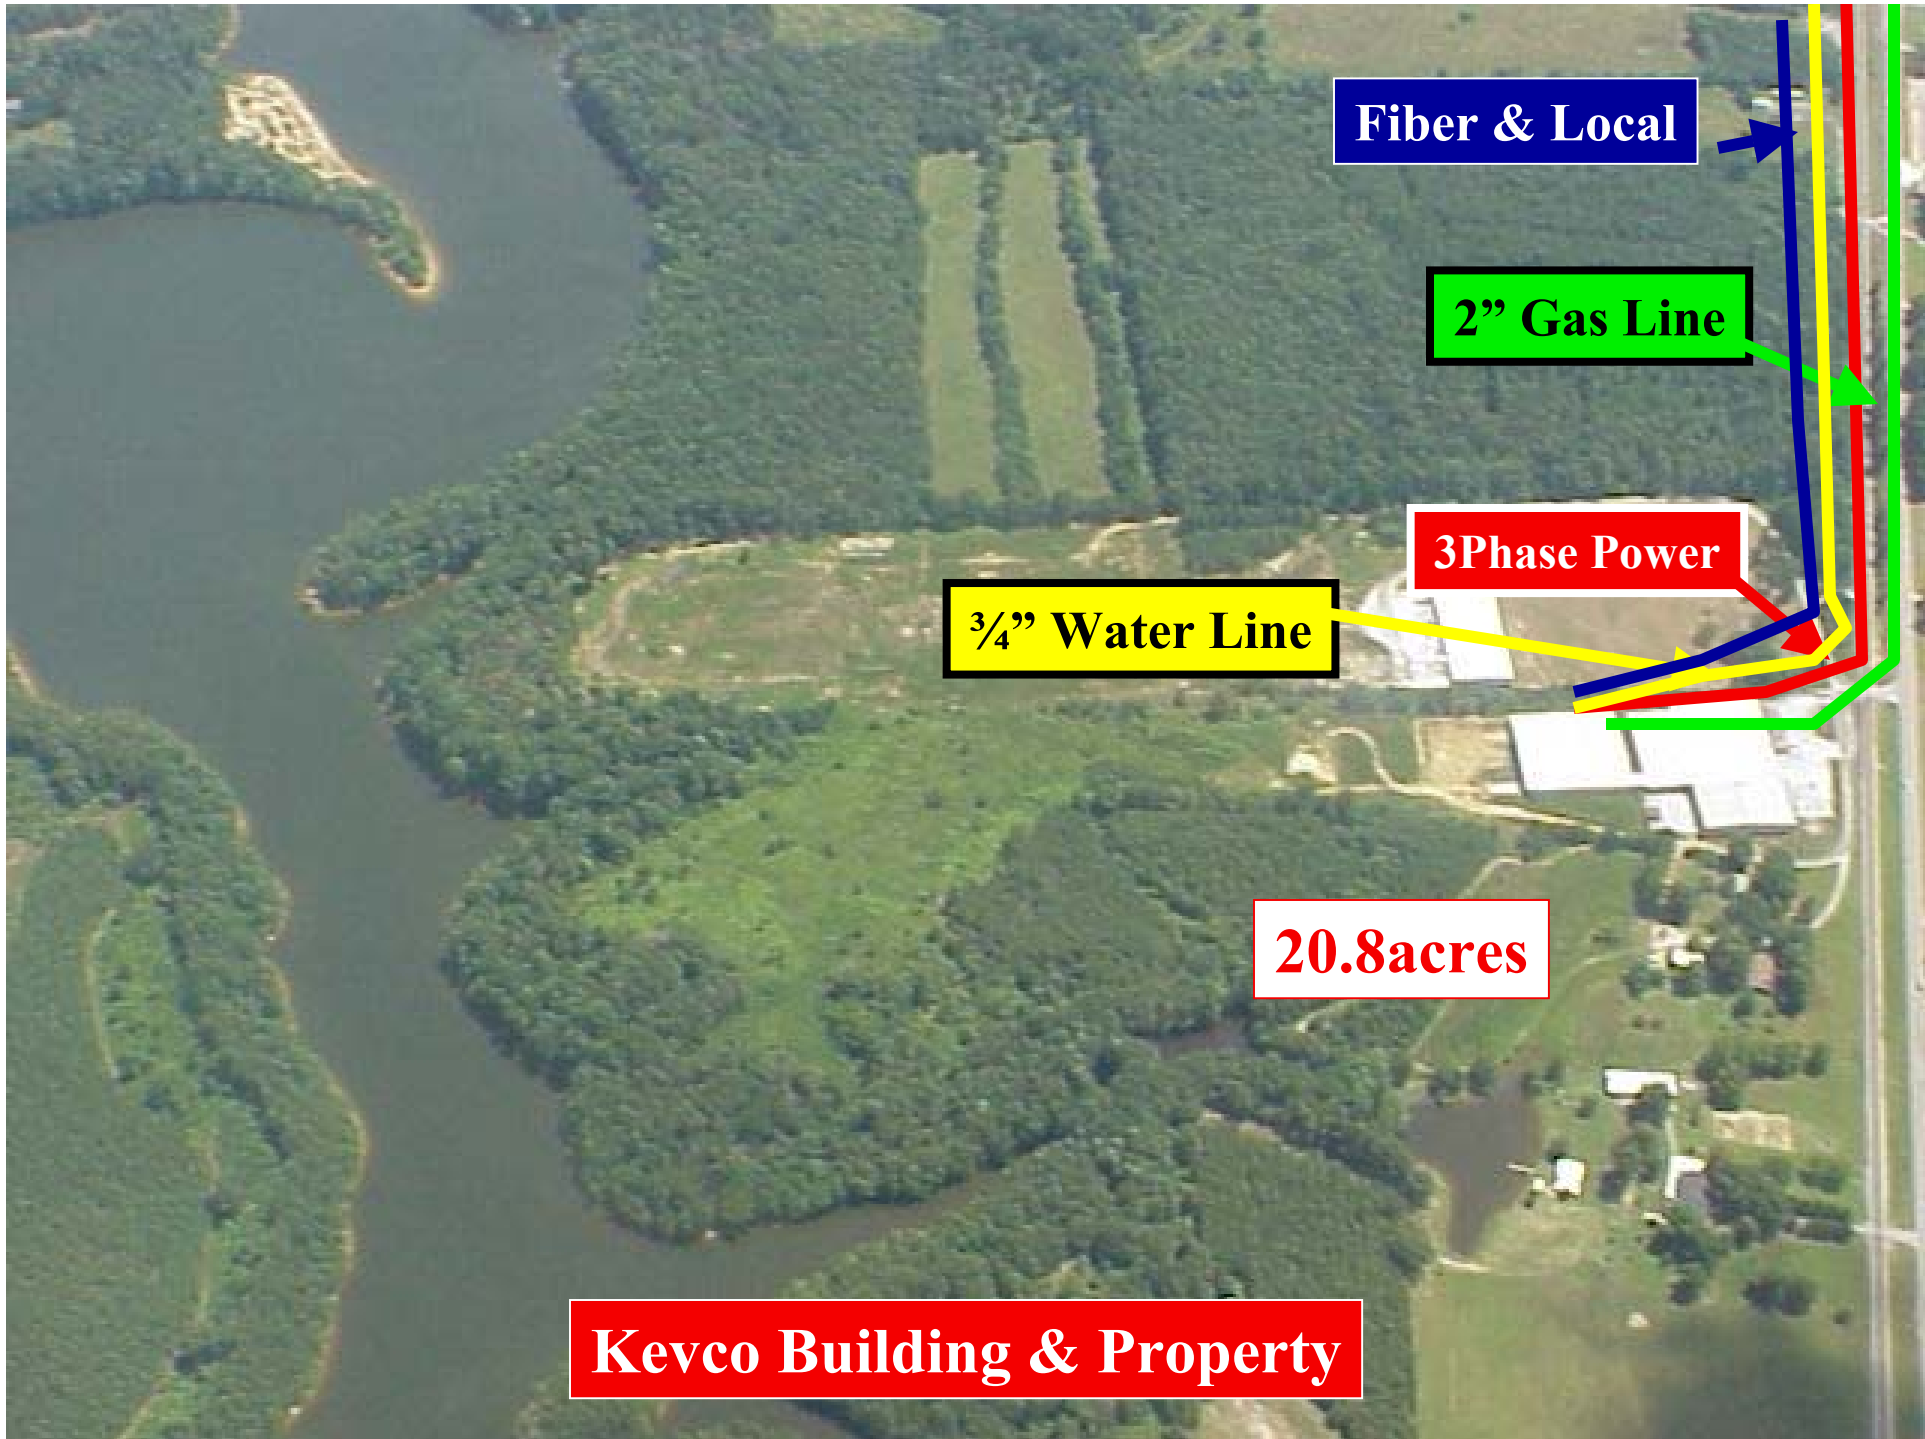 Fiber & Local
2” Gas Line
3Phase Power
¾” Water Line
20.8acres
Kevco Building & Property